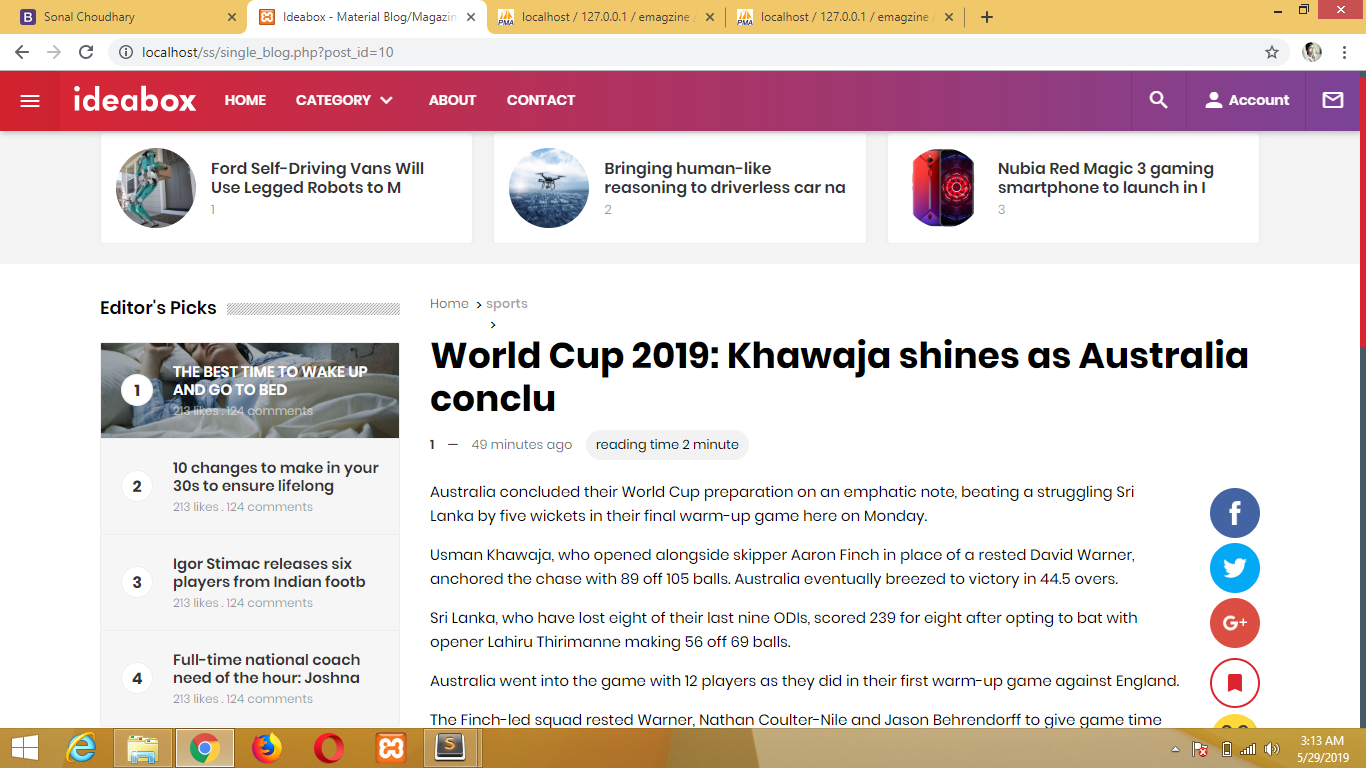 Sonal Choudhary
Ideabox - Material Blog/Magazin
localhost / 127.0.0.1 / emagzine
localhost / 127.0.0.1 / emagzine
localhost/ss/single_blog.php?post_id=10
ideabox HOME CATEGORY ABOUT CONTACT Account
Ford Self-Driving Vans Will
Use Legged Robots to M
1
Bringing human-like
reasoning to driverless car na
2
Nubia Red Magic 3 gaming
smartphone to launch in I
3
Editor's Picks
1
THE BEST TIME TO WAKE UP
AND GO TO BED
213 likes . 124 comments
2
10 changes to make in your
30s to ensure lifelong
213 likes . 124 comments
3
Igor Stimac releases six
players from Indian footb
213 likes . 124 comments
4
Full-time national coach
need of the hour: Joshna
213 likes . 124 comments
Home > sports
>
World Cup 2019: Khawaja shines as Australia
conclu
1 — 49 minutes ago reading time 2 minute
Australia concluded their World Cup preparation on an emphatic note, beating a struggling Sri
Lanka by five wickets in their final warm-up game here on Monday.
Usman Khawaja, who opened alongside skipper Aaron Finch in place of a rested David Warner,
anchored the chase with 89 off 105 balls. Australia eventually breezed to victory in 44.5 overs.
Sri Lanka, who have lost eight of their last nine ODIs, scored 239 for eight after opting to bat with
opener Lahiru Thirimanne making 56 off 69 balls.
Australia went into the game with 12 players as they did in their first warm-up game against England.
The Finch-led squad rested Warner, Nathan Coulter-Nile and Jason Behrendorff to give game time
3:13 AM
5/29/2019